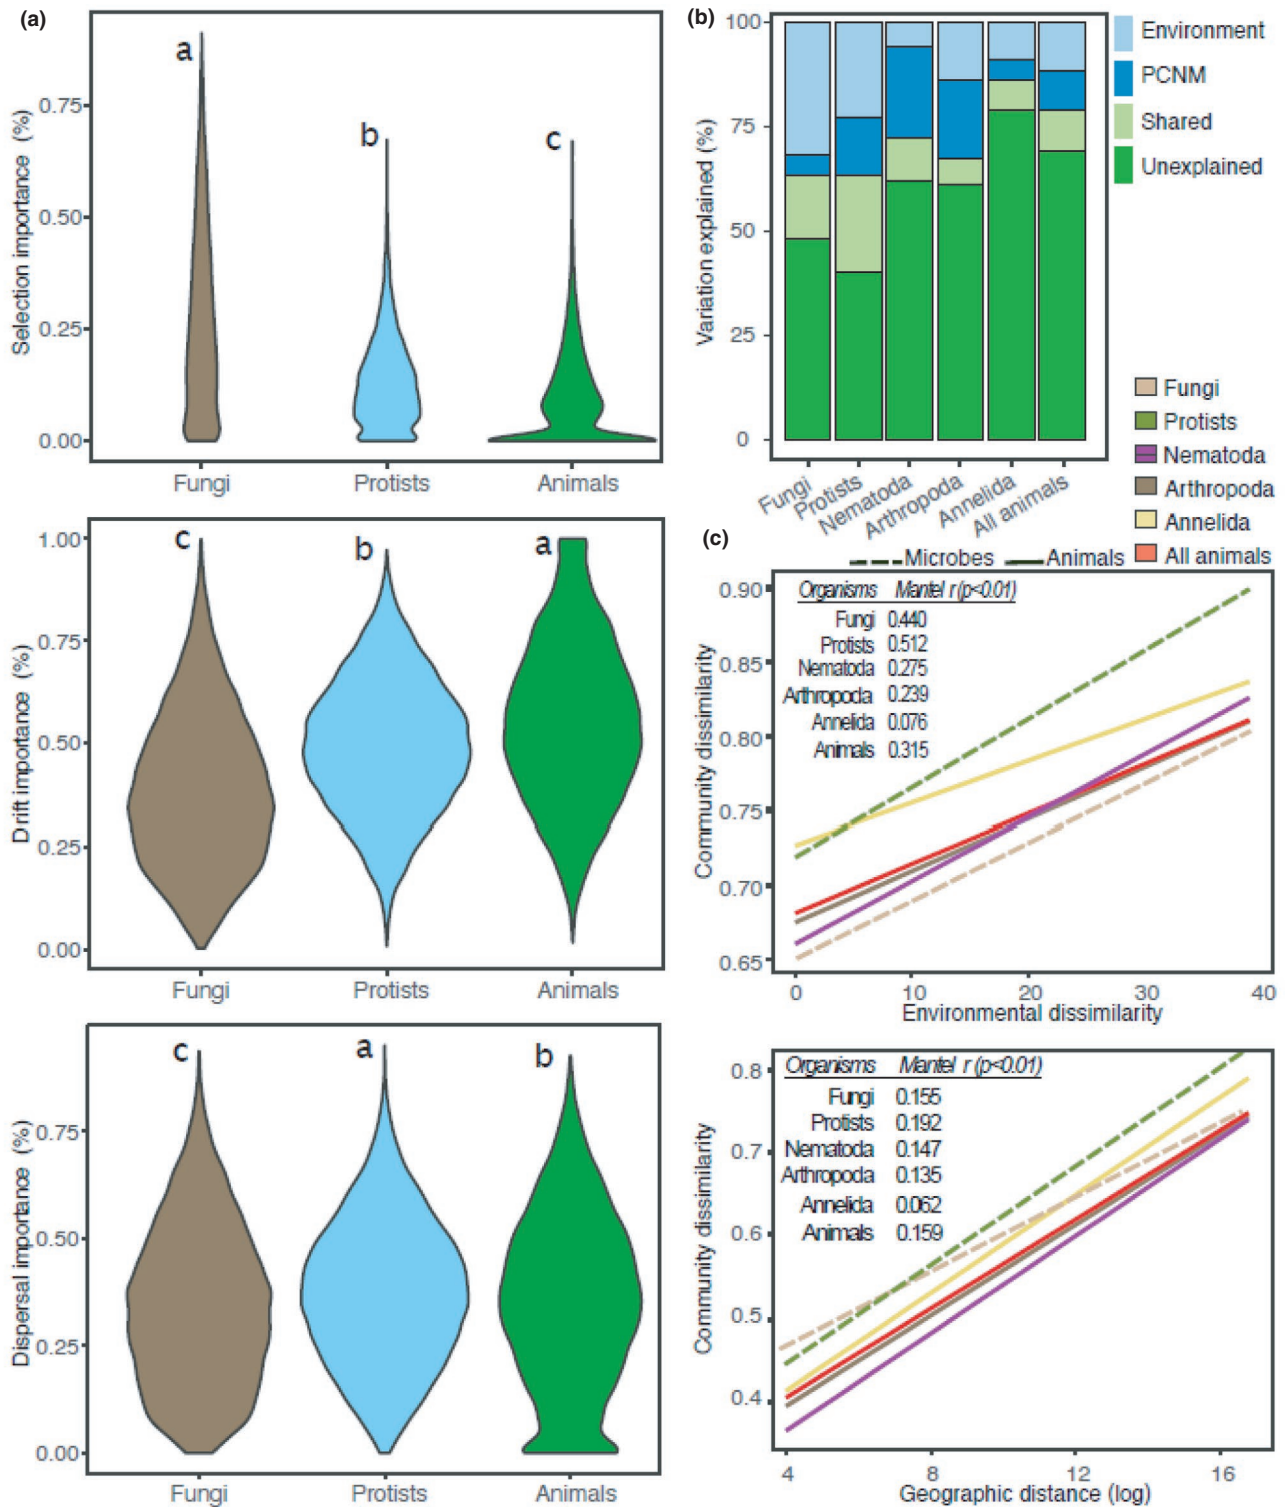 (a)
Selection importance (%)
0.75
0.50
0.25
0.00
a
b
c
Fungi Protists Animals
Drift importance (%)
1.00
0.75
0.50
0.25
0.00
c
b
a
Fungi Protists Animals
Dispersal importance (%)
0.75
0.50
0.25
0.00
c
a
b
Fungi Protists Animals
(b)
Variation explained (%)
100
75
50
25
0
Fungi
Protists
Nematoda
Arthropoda
Annelida
All animals
Environment
PCNM
Shared
Unexplained
Fungi
Protists
Nematoda
Arthropoda
Annelida
All animals
(c)
Microbes Animals
Community dissimilarity
0.90
0.85
0.80
0.75
0.70
0.65
Organisms Mantel r (p<0.01)
Fungi 0.440
Protists 0.512
Nematoda 0.275
Arthropoda 0.239
Annelida 0.076
Animals 0.315
0 10 20 30 40
Environmental dissimilarity
Community dissimilarity
0.8
0.7
0.6
0.5
0.4
Organisms Mantel r (p<0.01)
Fungi 0.155
Protists 0.192
Nematoda 0.147
Arthropoda 0.135
Annelida 0.062
Animals 0.159
4 8 12 16
Geographic distance (log)